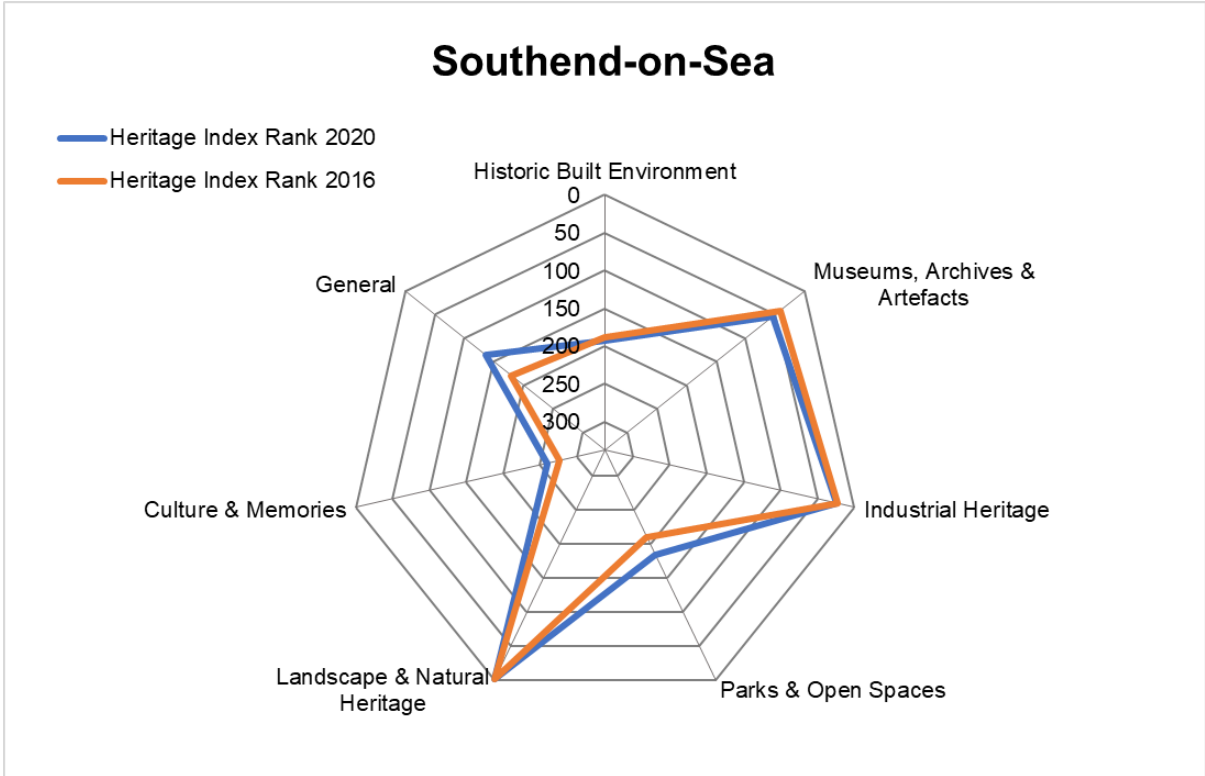 Southend-on-Sea
Heritage Index Rank 2020
Heritage Index Rank 2016
Historic Built Environment
0
50
100
150
200
250
300
Museums, Archives &
Artefacts
Industrial Heritage
Parks & Open Spaces
Landscape & Natural
Heritage
Culture & Memories
General